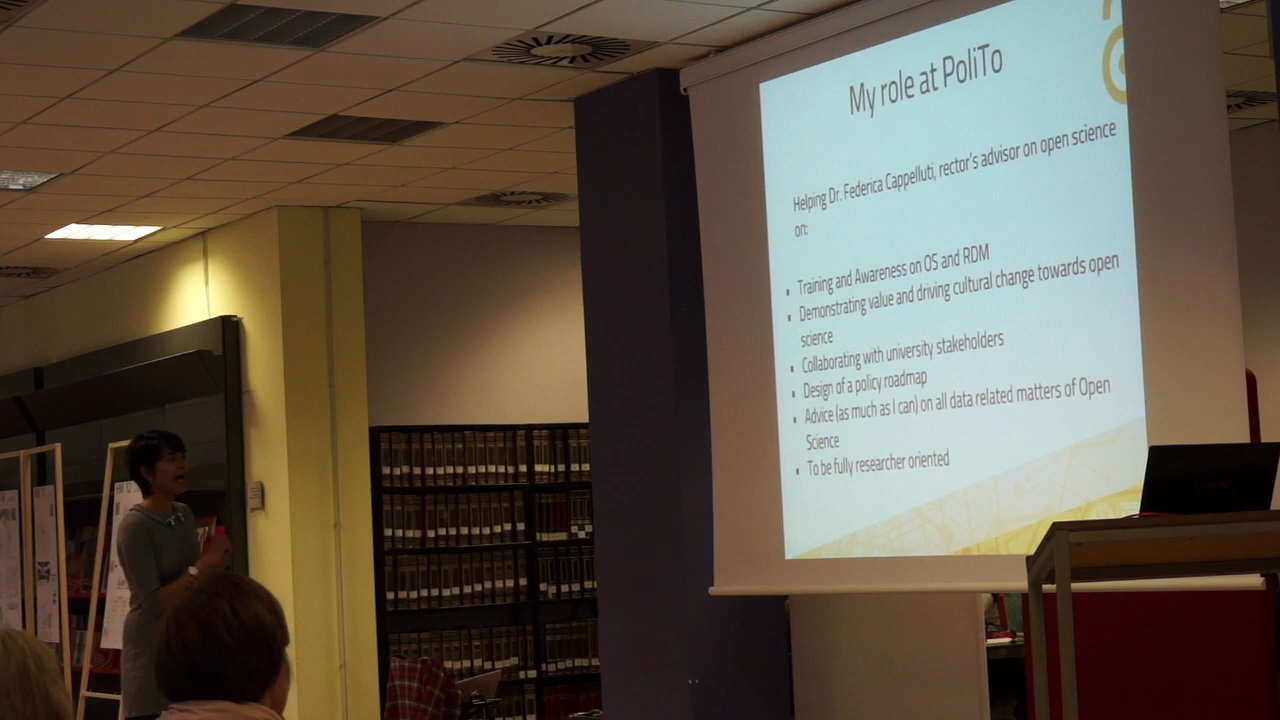 My role at PoliTo
Helping Dr. Federica Cappelluti, rector's advisor on open science
on:
▪ Training and Awareness on OS and RDM
▪ Demonstrating value and driving cultural change towards open
science
▪ Collaborating with university stakeholders
▪ Design of a policy roadmap
▪ Advice (as much as I can) on all data related matters of Open
Science
▪ To be fully researcher oriented